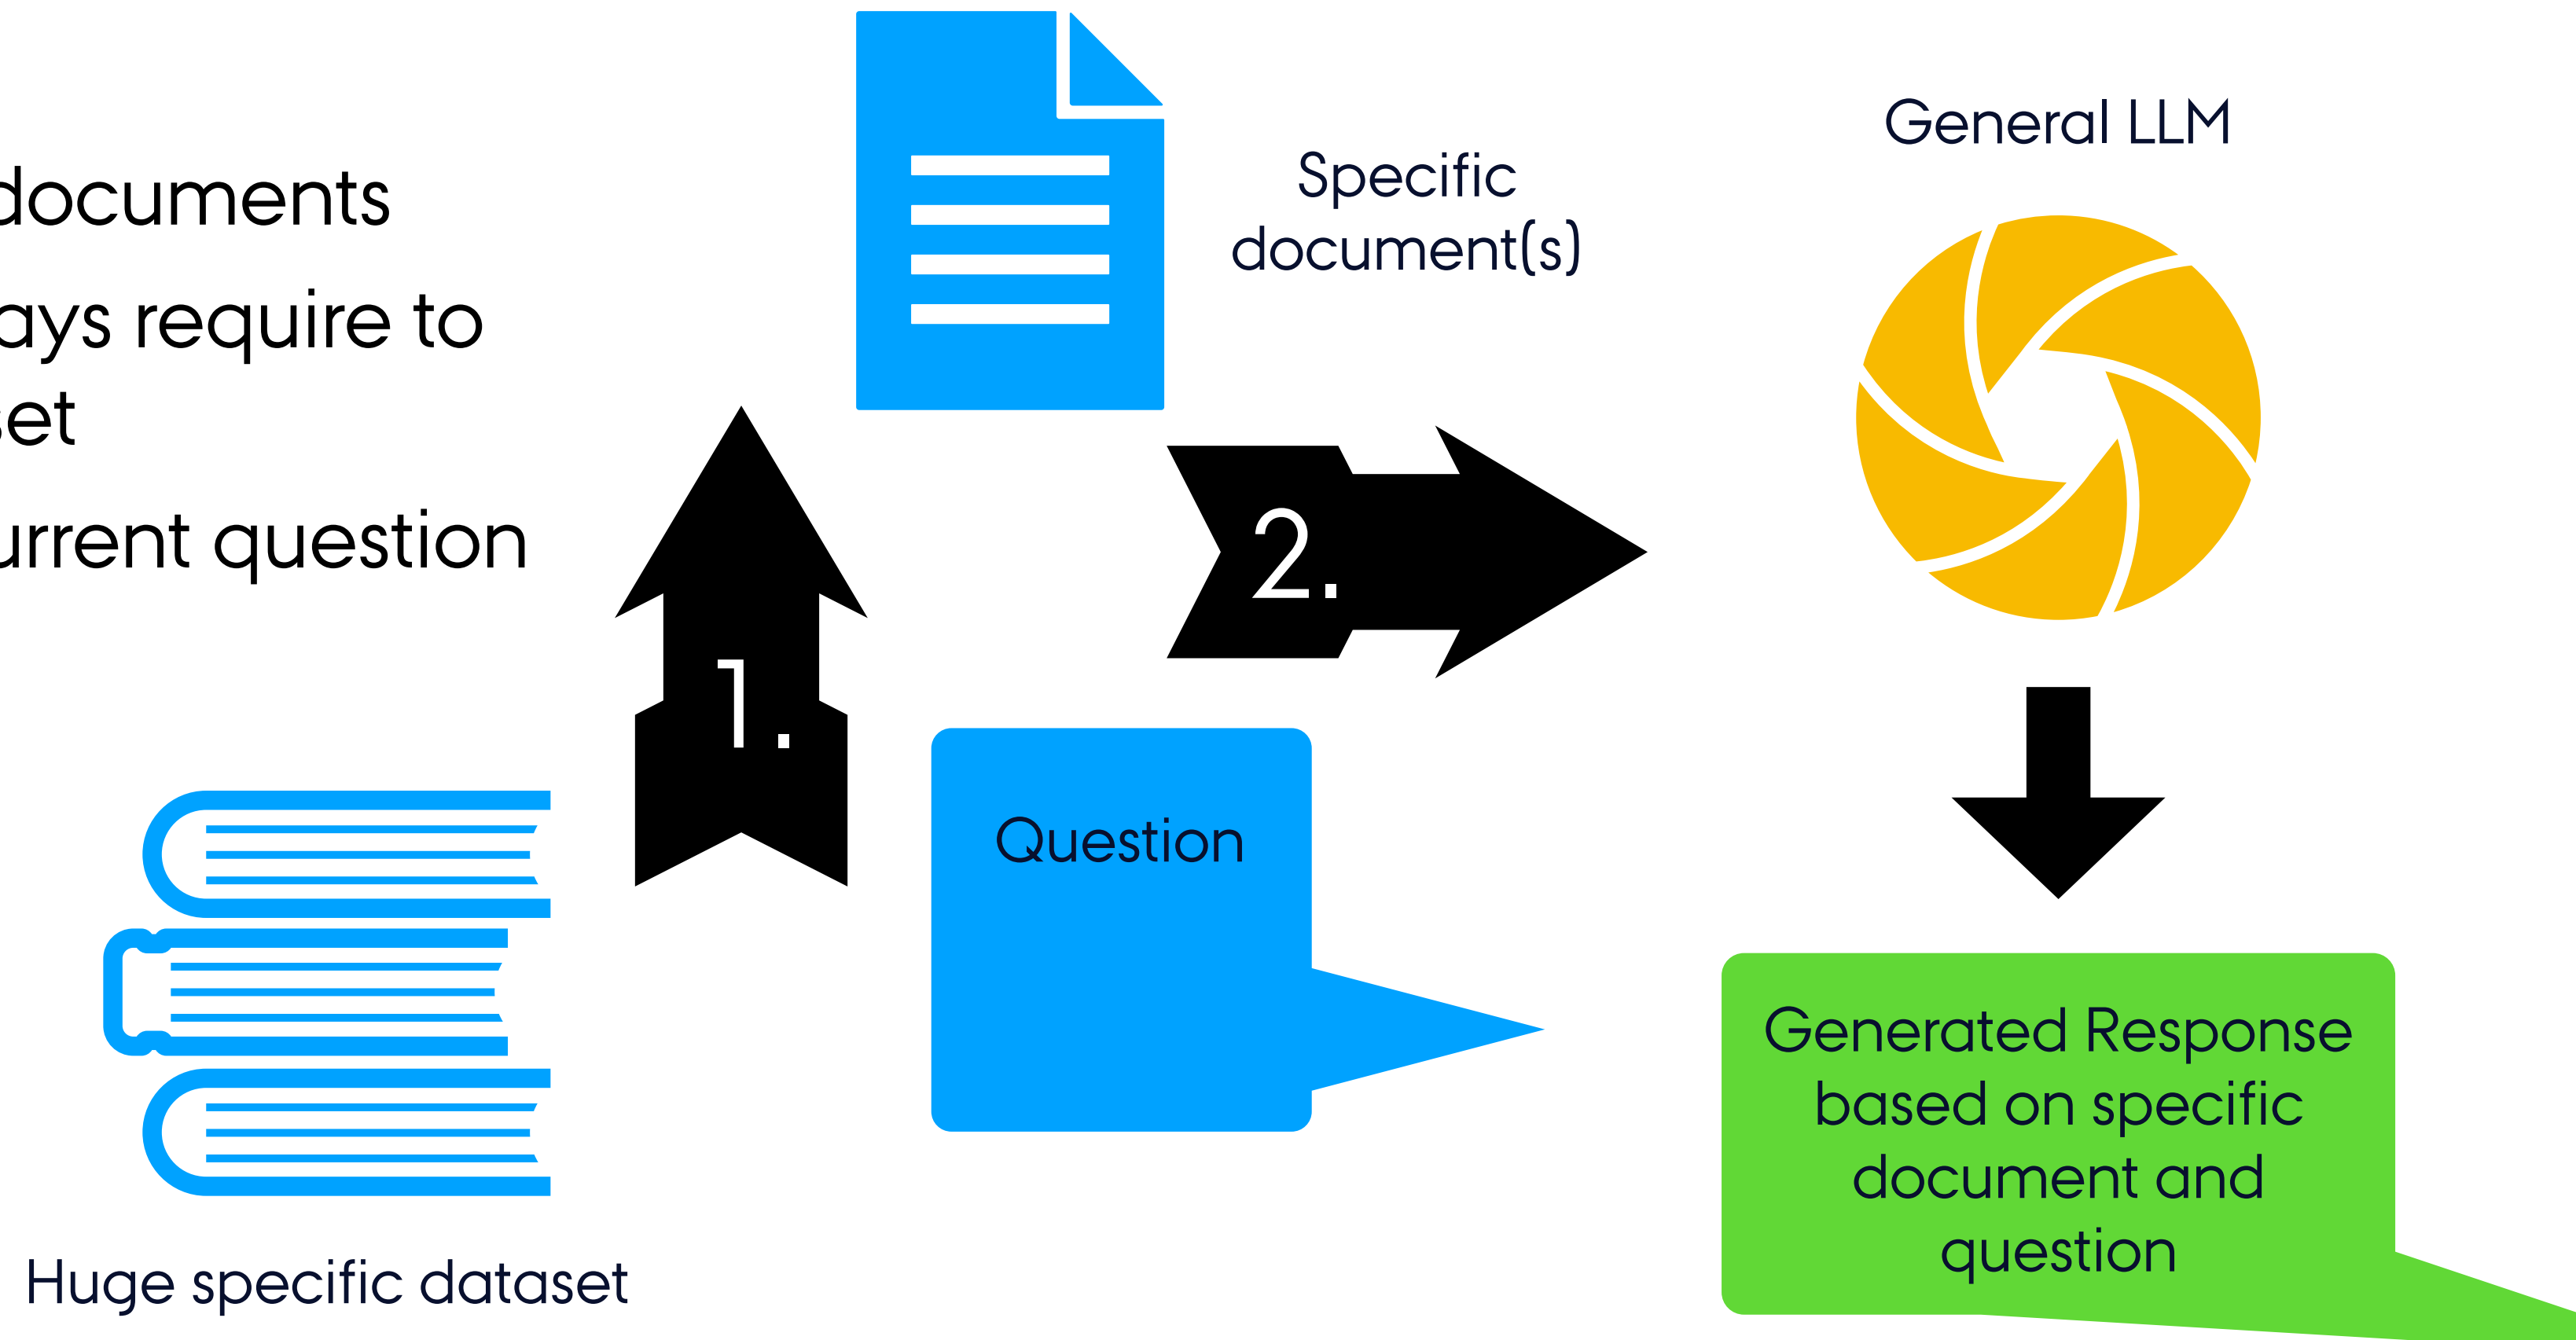 documents
ays require to
set
urrent question
Specific
document(s)
General LLM
1.
2.
Question
Generated Response
based on specific
document and
question
Huge specific dataset